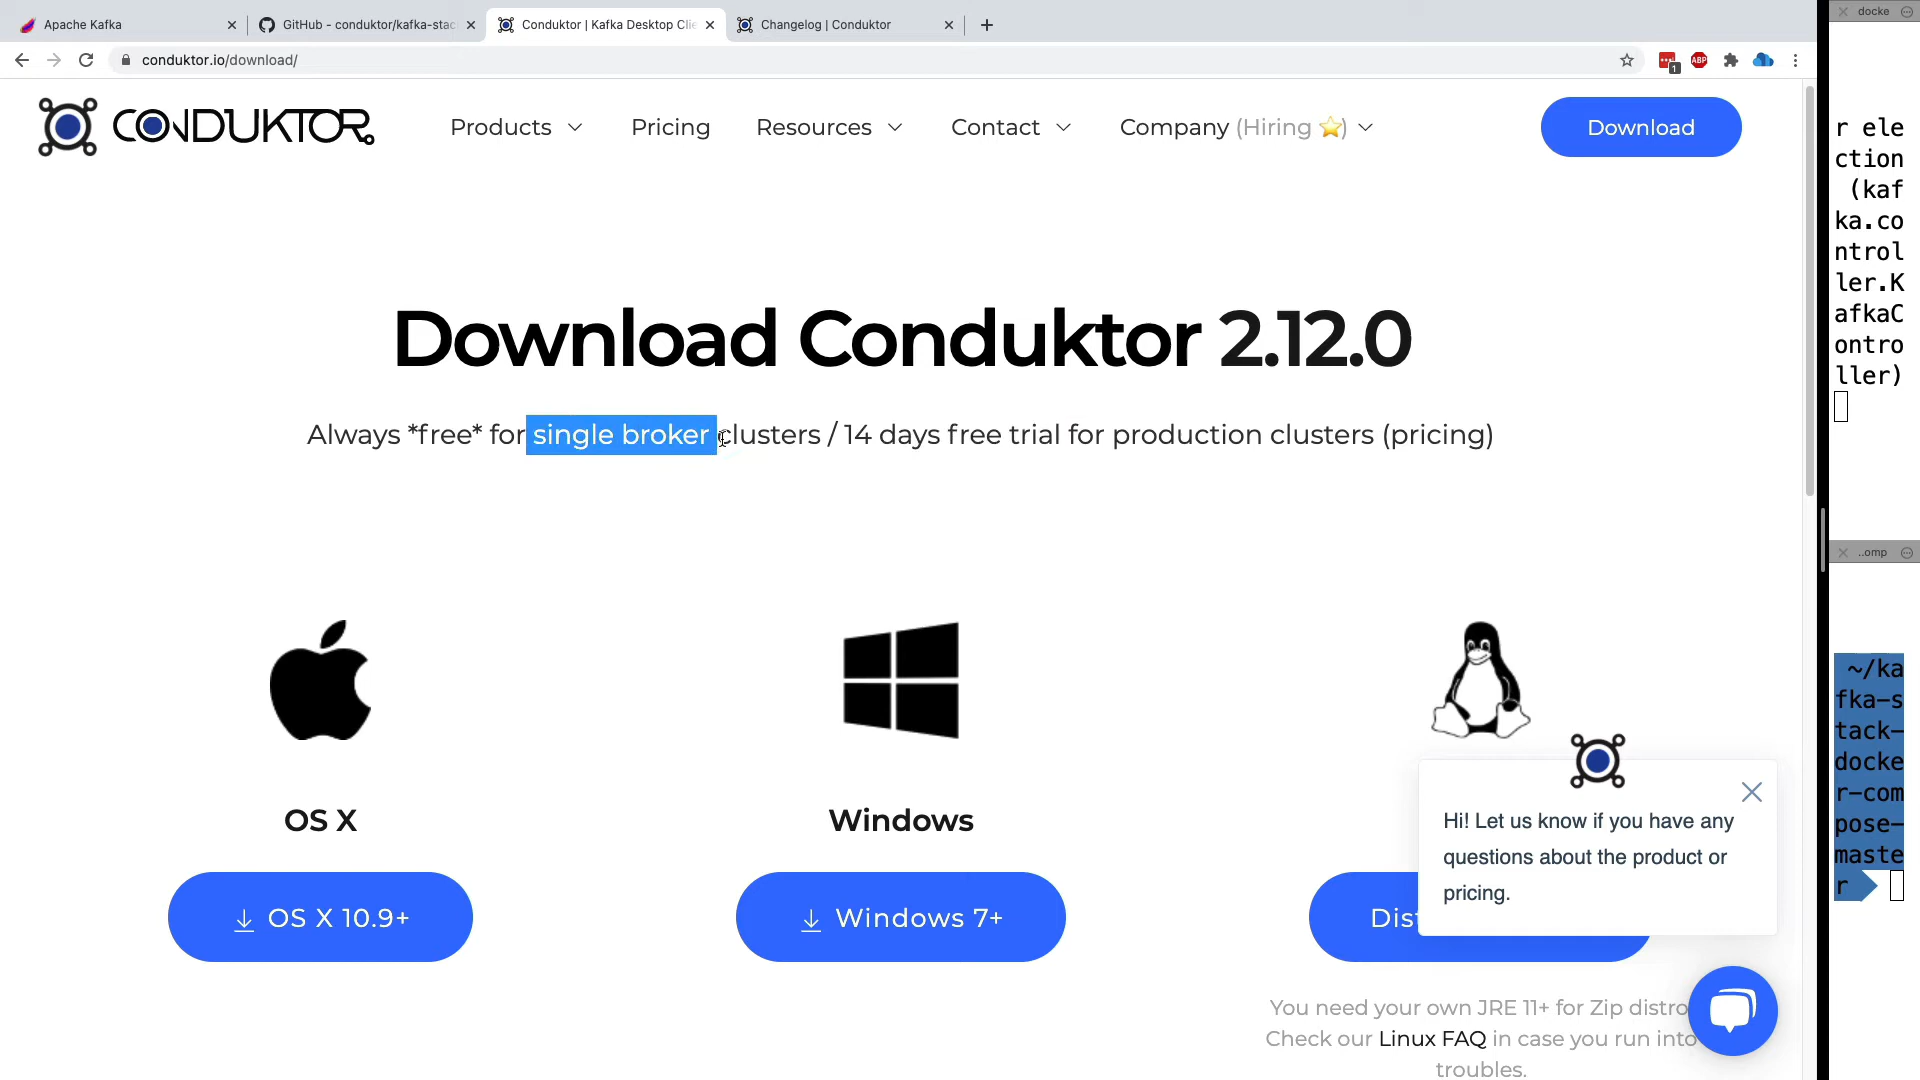 Apache Kafka
GitHub - conduktor/kafka-stac
Conduktor | Kafka Desktop Clie
Changelog | Conduktor
docke
conduktor.io/download/
ABP
1
CONDUKTOR
Products
Pricing
Resources
Contact
Company (Hiring ⭐)
Download
r ele
ction
(kaf
ka.co
ntrol
ler.K
afkaC
ontro
ller)
Download Conduktor 2.12.0
Always *free* for single broker clusters / 14 days free trial for production clusters (pricing)
..omp
~/ka
fka-s
tack-
docke
r-com
pose-
maste
r
OS X
Windows
OS X 10.9+
Windows 7+
Dis
Hi! Let us know if you have any
questions about the product or
pricing.
You need your own JRE 11+ for Zip distro
Check our Linux FAQ in case you run into
troubles.